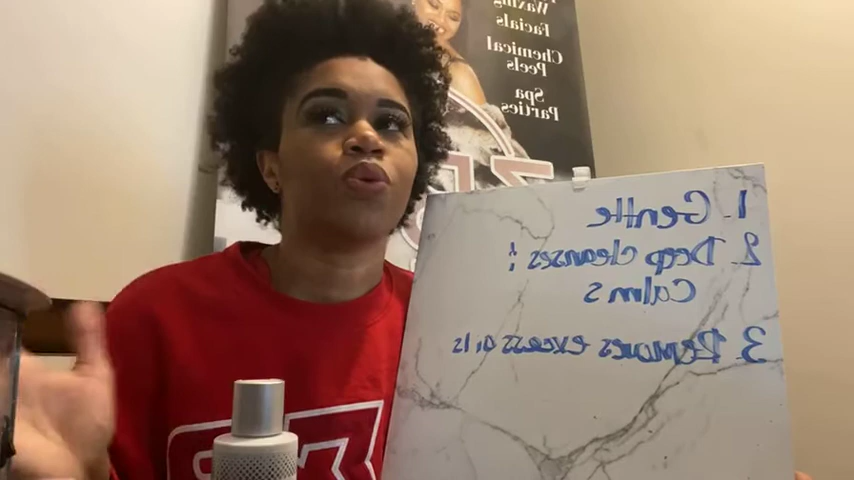 Waxing
Facials
Chemical
Peels
Spa
Parties
1. Gentle
2. Deep cleanses &
Calms
3. Removes excess oils